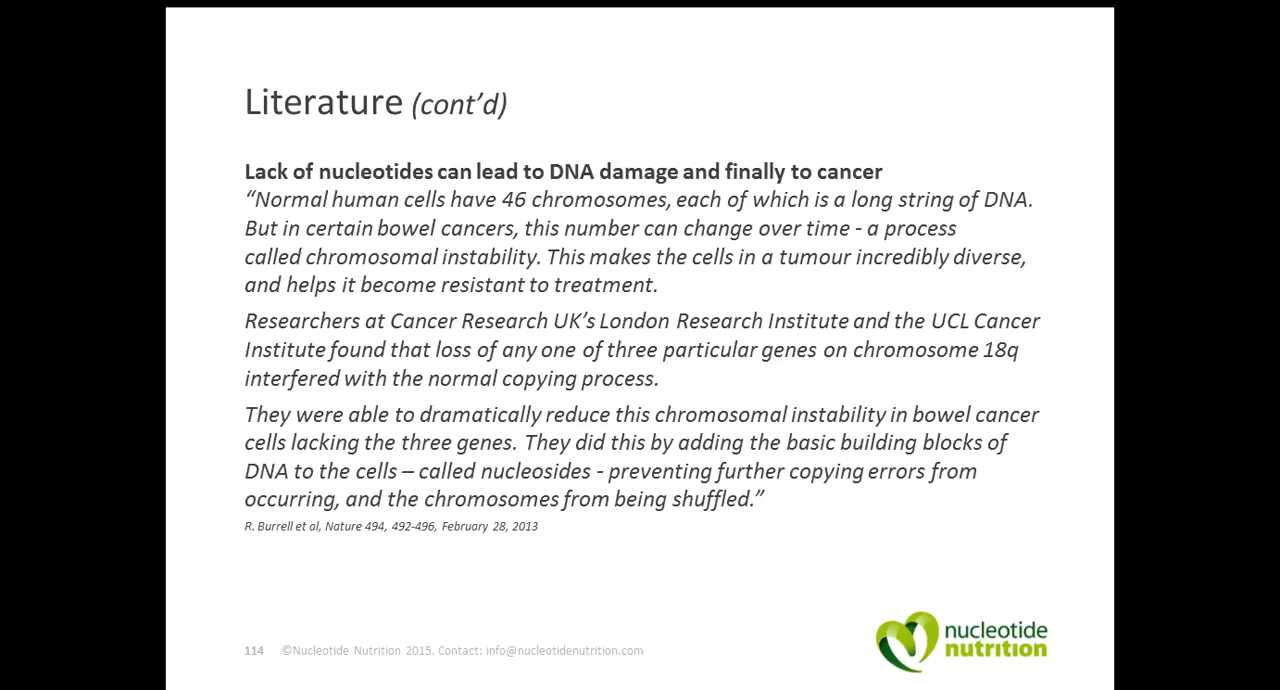 Literature (cont’d)
Lack of nucleotides can lead to DNA damage and finally to cancer
“Normal human cells have 46 chromosomes, each of which is a long string of DNA.
But in certain bowel cancers, this number can change over time - a process
called chromosomal instability. This makes the cells in a tumour incredibly diverse,
and helps it become resistant to treatment.
Researchers at Cancer Research UK’s London Research Institute and the UCL Cancer
Institute found that loss of any one of three particular genes on chromosome 18q
interfered with the normal copying process.
They were able to dramatically reduce this chromosomal instability in bowel cancer
cells lacking the three genes. They did this by adding the basic building blocks of
DNA to the cells – called nucleosides - preventing further copying errors from
occurring, and the chromosomes from being shuffled.”
R. Burrell et al, Nature 494, 492-496, February 28, 2013
114 ©Nucleotide Nutrition 2015. Contact: info@nucleotidenutrition.com
nucleotide
nutrition